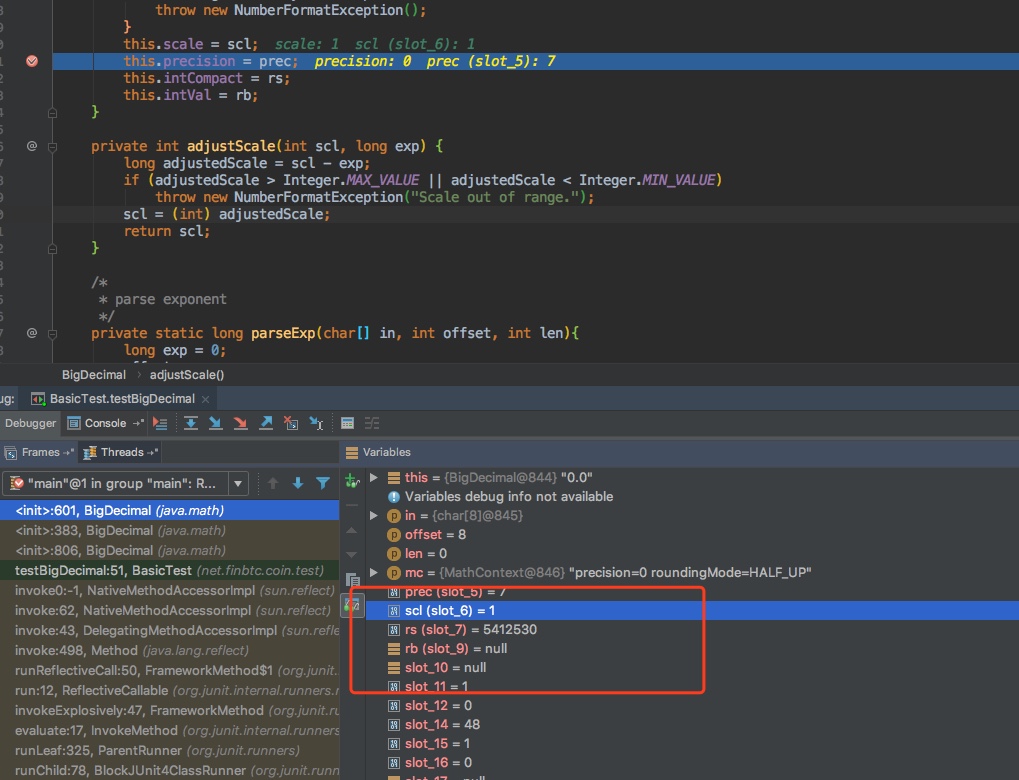 throw new NumberFormatException();
}
this.scale = scl;  scale: 1  scl (slot_6): 1
this.precision = prec;  precision: 0  prec (slot_5): 7
this.intCompact = rs;
this.intVal = rb;
}
@ private int adjustScale(int scl, long exp) {
long adjustedScale = scl - exp;
if (adjustedScale > Integer.MAX_VALUE || adjustedScale < Integer.MIN_VALUE)
throw new NumberFormatException("Scale out of range.");
scl = (int) adjustedScale;
return scl;
}
/*
* parse exponent
*/
@ private static long parseExp(char[] in, int offset, int len){
long exp = 0;
BigDecimal › adjustScale()
ug: BasicTest.testBigDecimal ×
Debugger Console
Frames Threads
"main"@1 in group "main": R...
<init>:601, BigDecimal (java.math)
<init>:383, BigDecimal (java.math)
<init>:806, BigDecimal (java.math)
testBigDecimal:51, BasicTest (net.finbtc.coin.test)
invoke0:-1, NativeMethodAccessorImpl (sun.reflect)
invoke:62, NativeMethodAccessorImpl (sun.reflect)
invoke:43, DelegatingMethodAccessorImpl (sun.refle
invoke:498, Method (java.lang.reflect)
runReflectiveCall:50, FrameworkMethod$1 (org.junit
run:12, ReflectiveCallable (org.junit.internal.runners.r
invokeExplosively:47, FrameworkMethod (org.junit.ru
evaluate:17, InvokeMethod (org.junit.internal.runners
runLeaf:325, ParentRunner (org.junit.runners)
runChild:78, BlockJUnit4ClassRunner (org.junit.runn
Variables
this = {BigDecimal@844} "0.0"
Variables debug info not available
in = {char[8]@845}
offset = 8
len = 0
mc = {MathContext@846} "precision=0 roundingMode=HALF_UP"
prec (slot_5) = 7
scl (slot_6) = 1
rs (slot_7) = 5412530
rb (slot_9) = null
slot_10 = null
slot_11 = 1
slot_12 = 0
slot_14 = 48
slot_15 = 1
slot_16 = 0
slot_17 = null